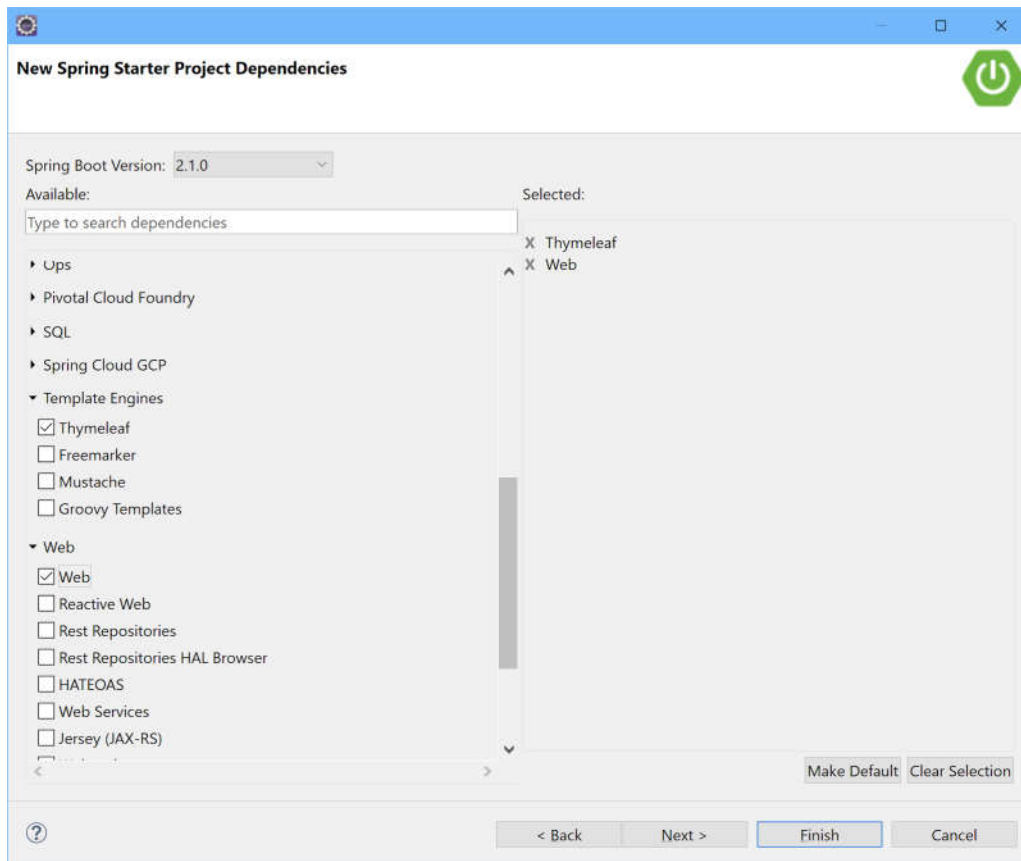 New Spring Starter Project Dependencies
Spring Boot Version: 2.1.0
Available:
Selected:
Type to search dependencies
X Thymeleaf
X Web
Ops
Pivotal Cloud Foundry
SQL
Spring Cloud GCP
Template Engines
Thymeleaf
Freemarker
Mustache
Groovy Templates
Web
Web
Reactive Web
Rest Repositories
Rest Repositories HAL Browser
HATEOAS
Web Services
Jersey (JAX-RS)
Make Default Clear Selection
? < Back Next > Finish Cancel